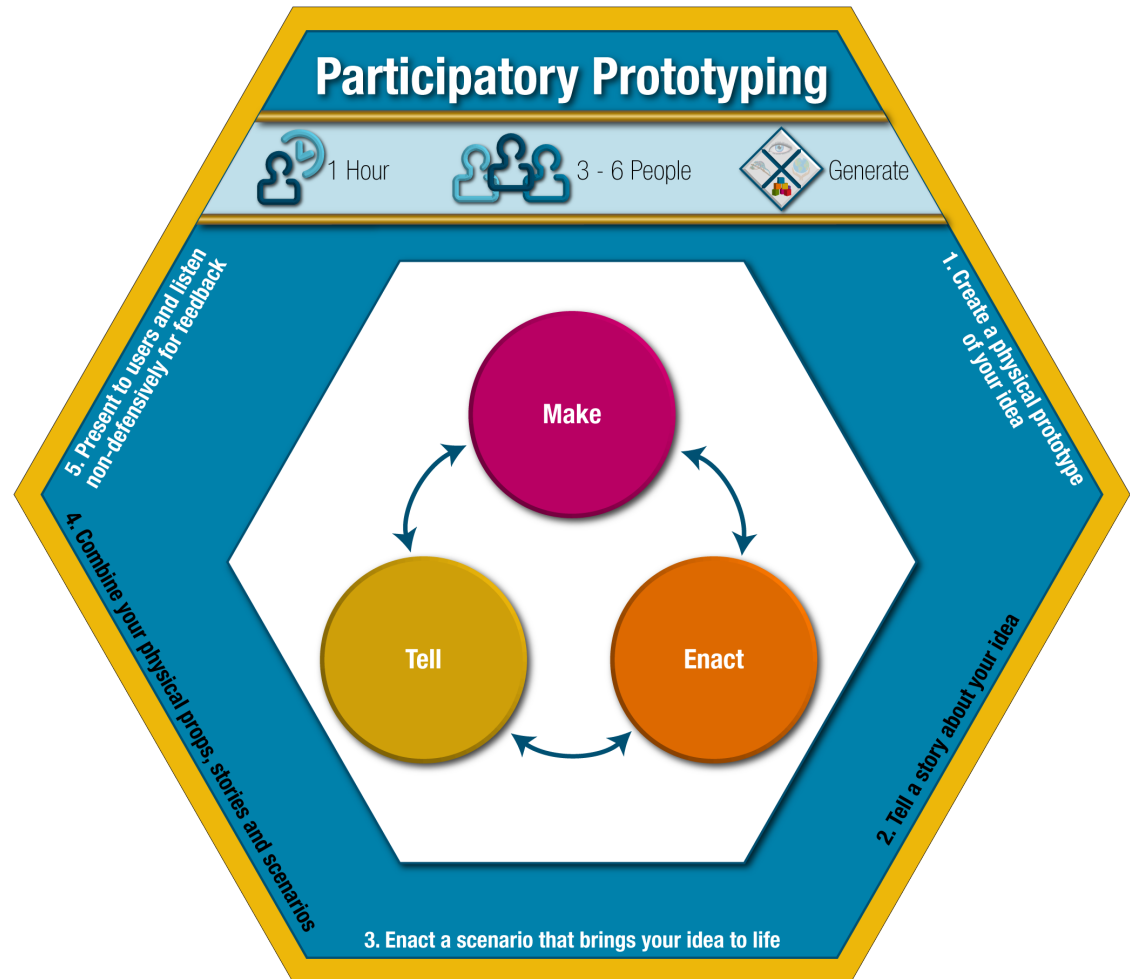 Participatory Prototyping
1 Hour
3 - 6 People
Generate
1. Create a physical prototype
of your idea
2. Tell a story about your idea
3. Enact a scenario that brings your idea to life
4. Combine your physical props, stories and scenarios
5. Present to users and listen
non-defensively for feedback
Make
Tell
Enact